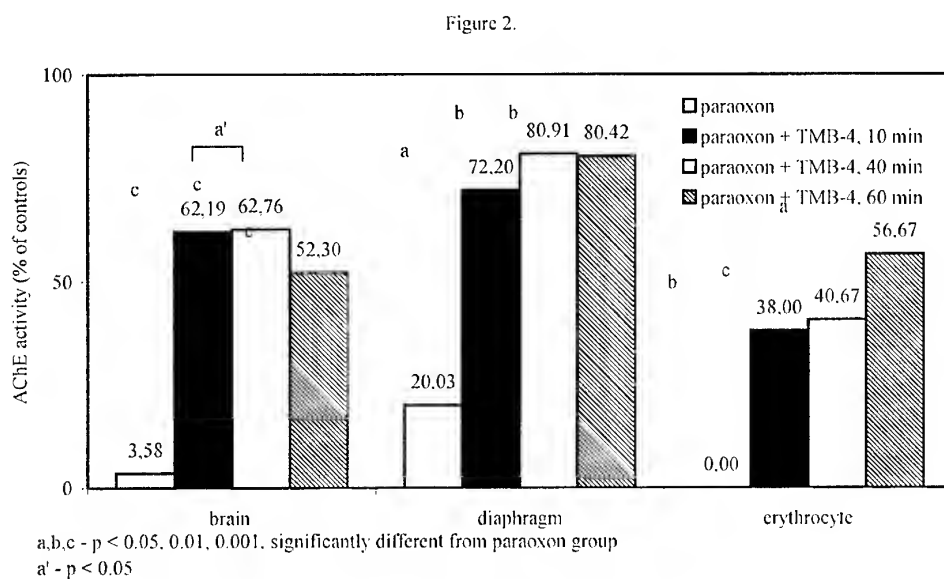 Figure 2.
100
50
0
AChE activity (% of controls)
paraoxon
paraoxon + TMB-4, 10 min
paraoxon + TMB-4, 40 min
paraoxon + TMB-4, 60 min
a'
c
c
c
3,58
62,19
62,76
52,30
a
b
b
20,03
72,20
80,91
80,42
b
c
a
0,00
38,00
40,67
56,67
brain
diaphragm
erythrocyte
a,b,c - p < 0.05, 0.01, 0.001, significantly different from paraoxon group
a' - p < 0.05